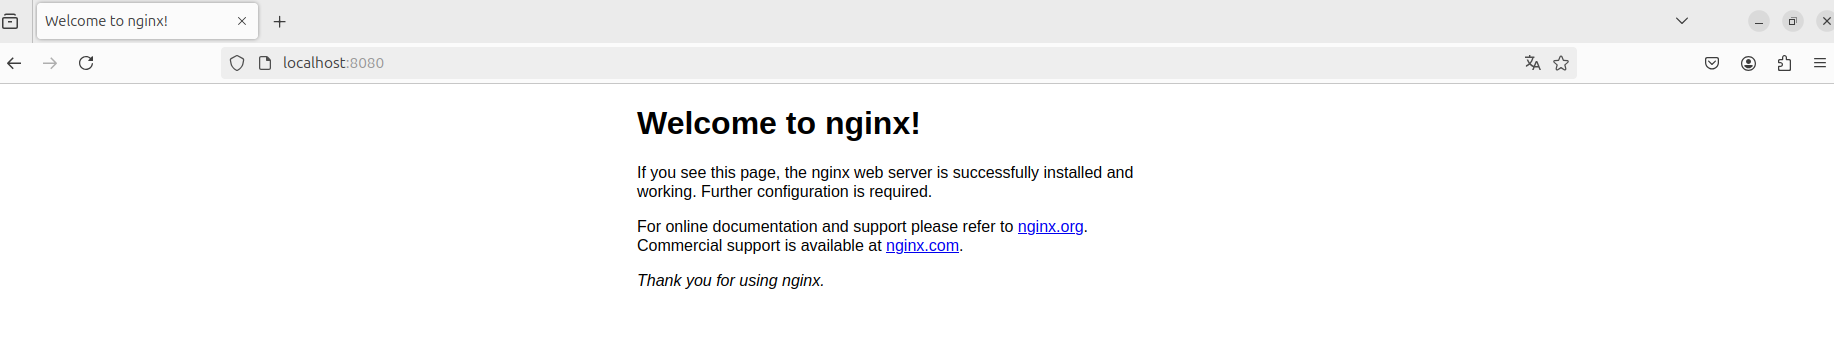 Welcome to nginx!
localhost:8080
Welcome to nginx!
If you see this page, the nginx web server is successfully installed and
working. Further configuration is required.
For online documentation and support please refer to nginx.org.
Commercial support is available at nginx.com.
Thank you for using nginx.